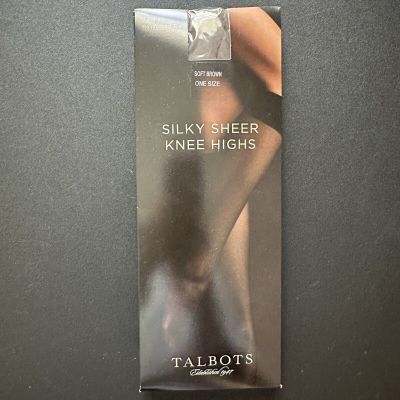 SOFT BROWN
ONE SIZE
SILKY SHEER
KNEE HIGHS
TALBOTS
Established 1947